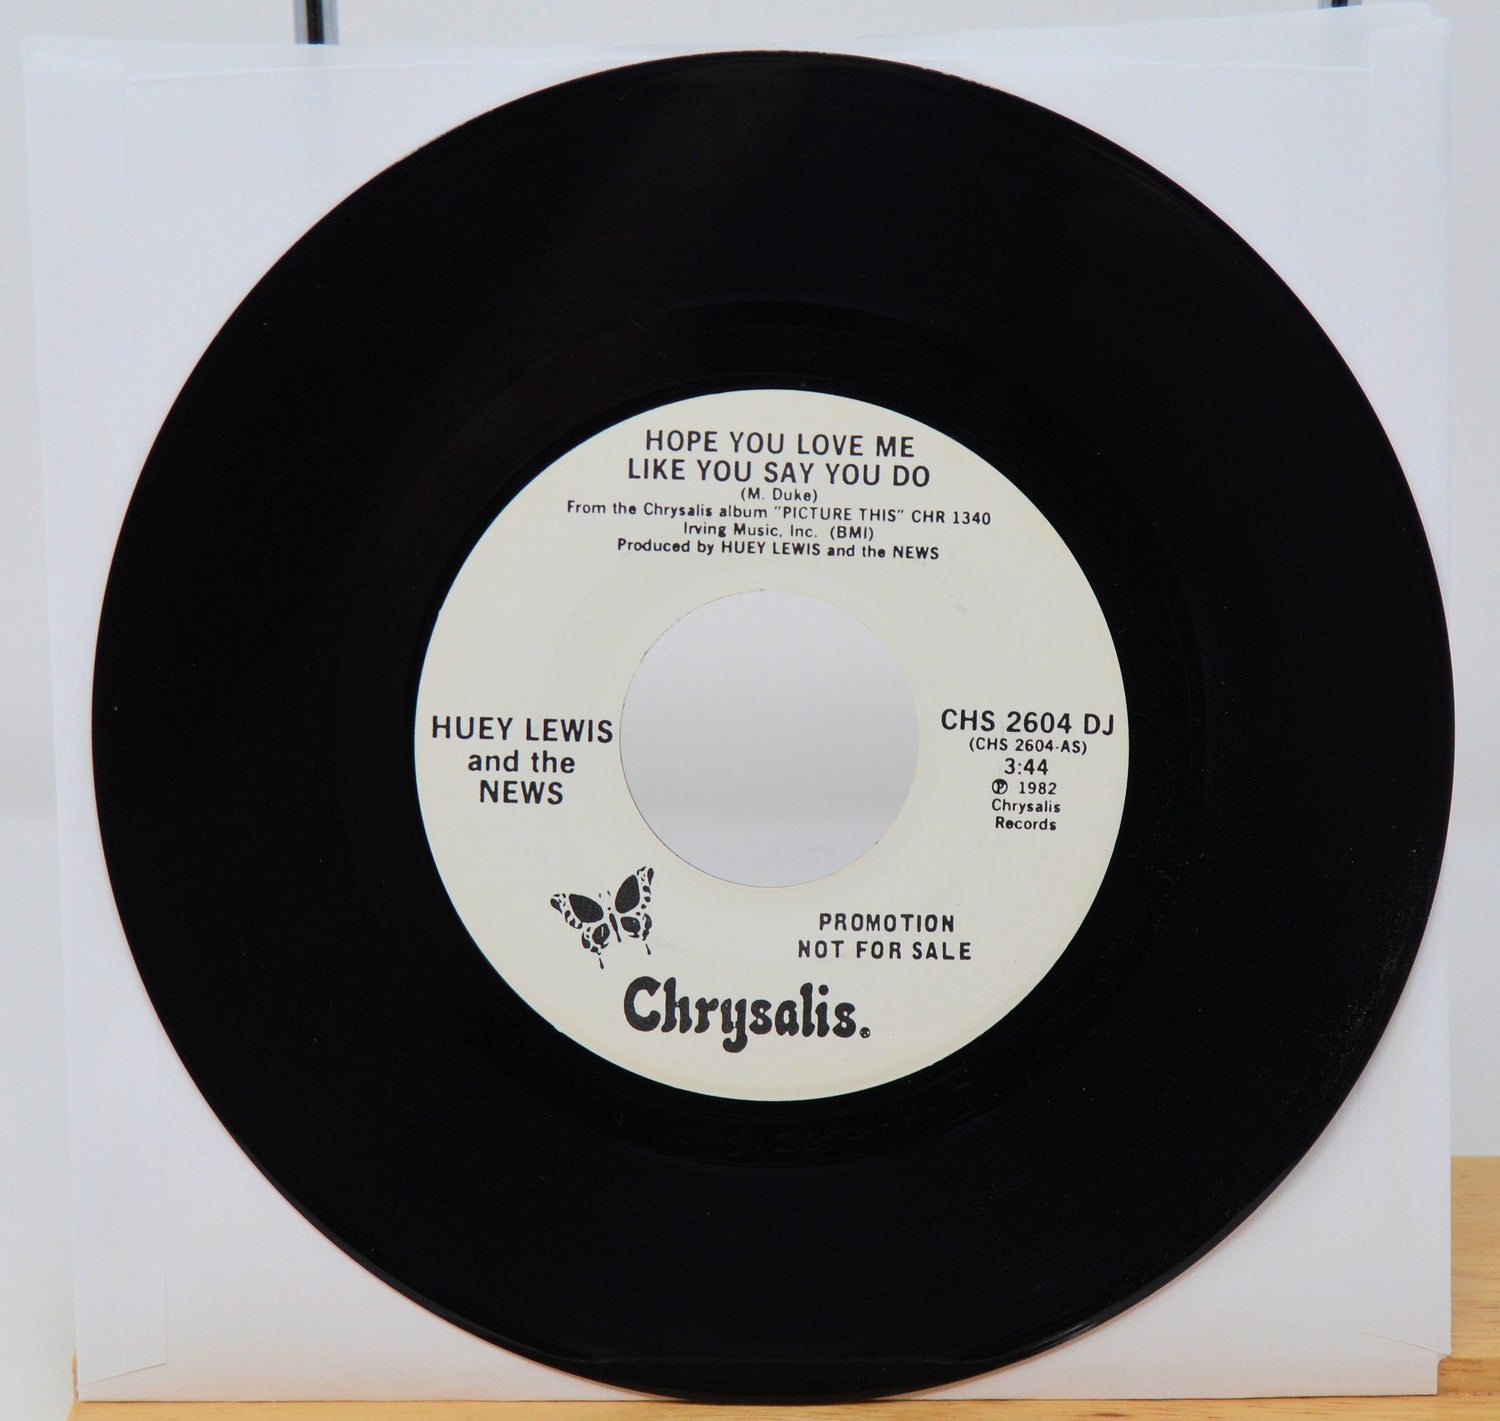 HOPE YOU LOVE ME
LIKE YOU SAY YOU DO
(M. Duke)
From the Chrysalis album "PICTURE THIS" CHR 1340
Irving Music, Inc. (BMI)
Produced by HUEY LEWIS and the NEWS
HUEY LEWIS
and the
NEWS
CHS 2604 DJ
(CHS 2604-AS)
3:44
℗ 1982
Chrysalis
Records
PROMOTION
NOT FOR SALE
Chrysalis.®